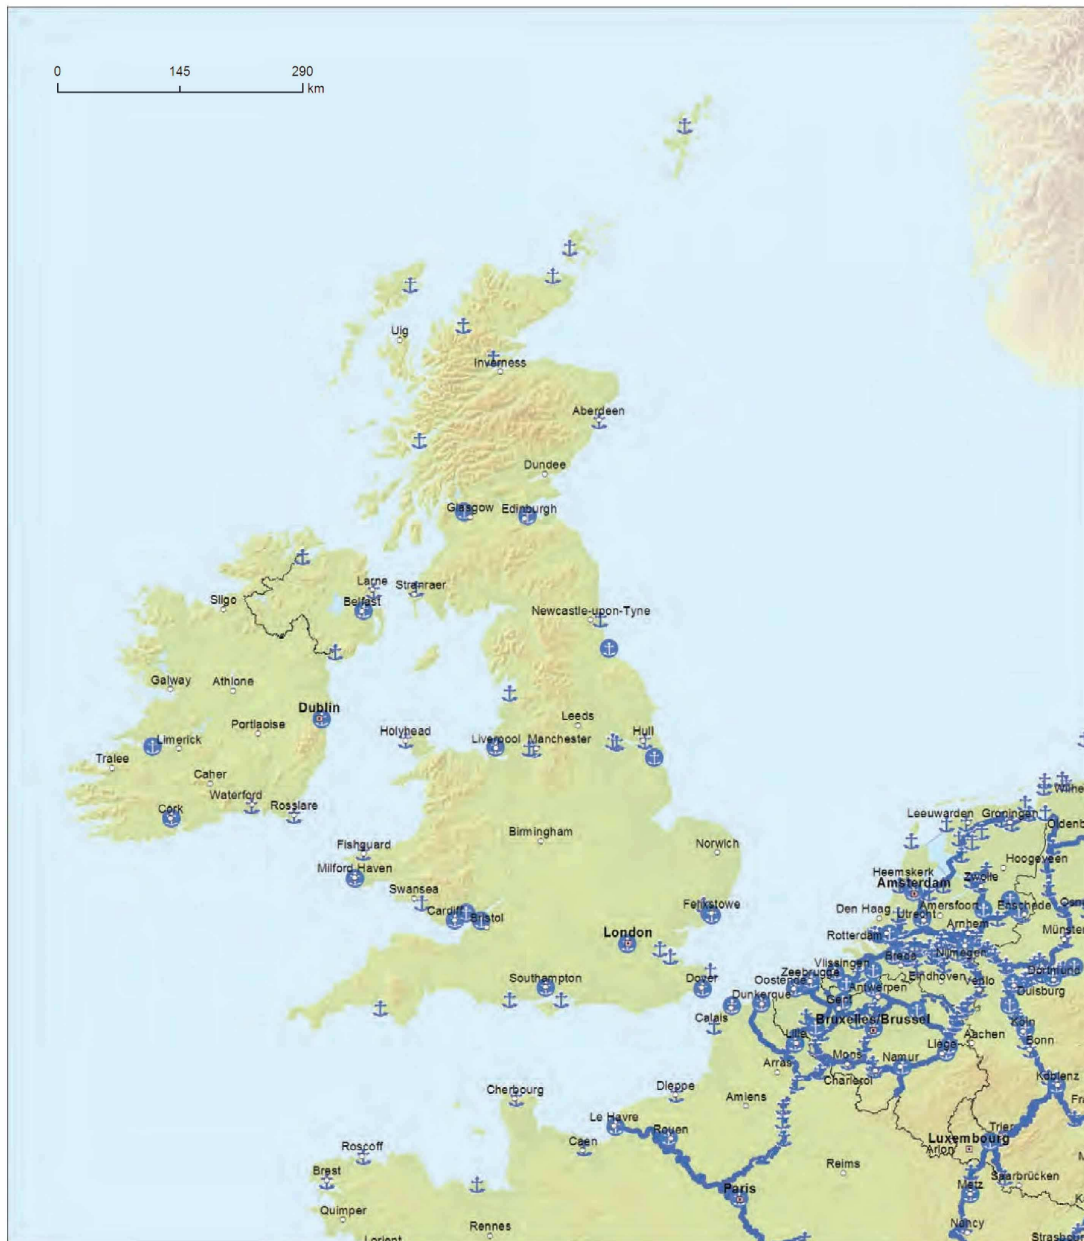 0 145 290
km
Uig
Inverness
Aberdeen
Dundee
Glasgow
Edinburgh
Larne
Stranraer
Sligo
Belfast
Newcastle-upon-Tyne
Galway
Athlone
Dublin
Leeds
Portlaoise
Holyhead
Hull
Limerick
Liverpool
Manchester
Tralee
Caher
Waterford
Rosslare
Cork
Birmingham
Norwich
Leeuwarden
Groningen
Wilhe
Oldenb
Fishguard
Hoogeveen
Milford Haven
Heemskerk
Zwolle
Amsterdam
Swansea
Cardiff
Bristol
Felixstowe
Den Haag
Utrecht
Amersfoort
Enschede
Osna
Arnhem
London
Rotterdam
Münster
Breda
Nijmegen
Vlissingen
Zeebrugge
Eindhoven
Dortmund
Southampton
Dover
Oostende
Antwerpen
Venlo
Duisburg
Dunkerque
Gent
Calais
Bruxelles/Brussel
Köln
Lille
Liège
Aachen
Bonn
Arras
Mons
Namur
Charleroi
Koblenz
Cherbourg
Dieppe
Amiens
Fra
Le Havre
Rouen
Trier
Caen
Luxembourg
Arlon
Roscoff
Reims
Brest
Paris
Metz
Saarbrücken
Quimper
Rennes
Nancy
Lorient
Strasbou